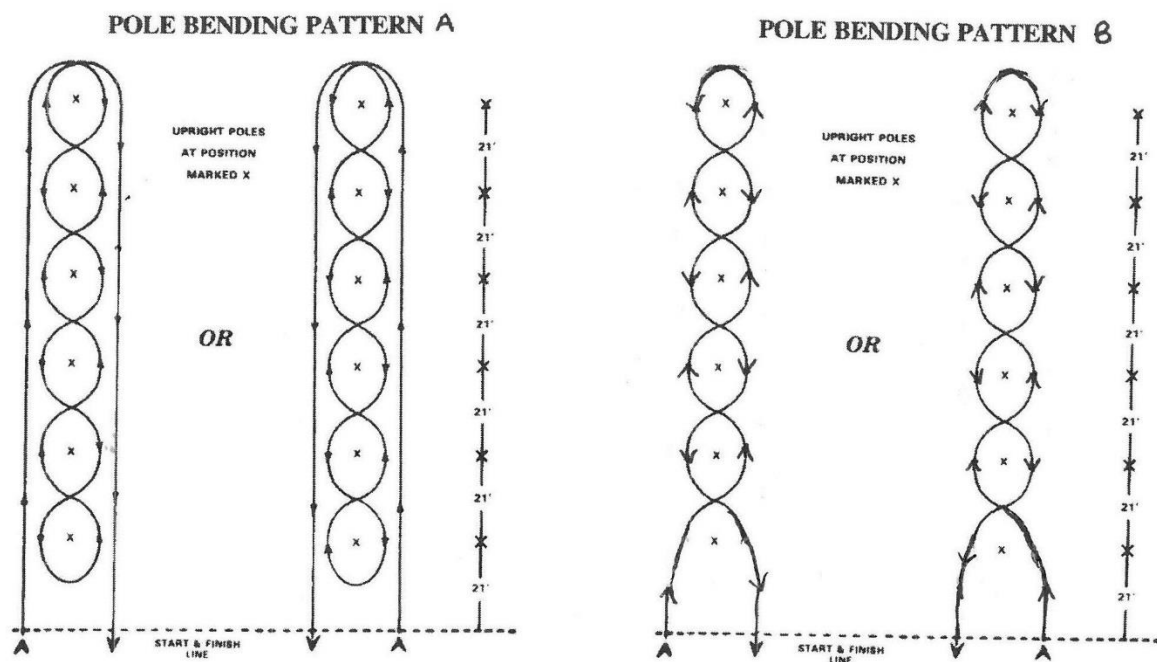 POLE BENDING PATTERN A
UPRIGHT POLES
AT POSITION
MARKED X
OR
21'
21'
21'
21'
21'
21'
START & FINISH
LINE
POLE BENDING PATTERN B
UPRIGHT POLES
AT POSITION
MARKED X
OR
21'
21'
21'
21'
21'
21'
START & FINISH
LINE